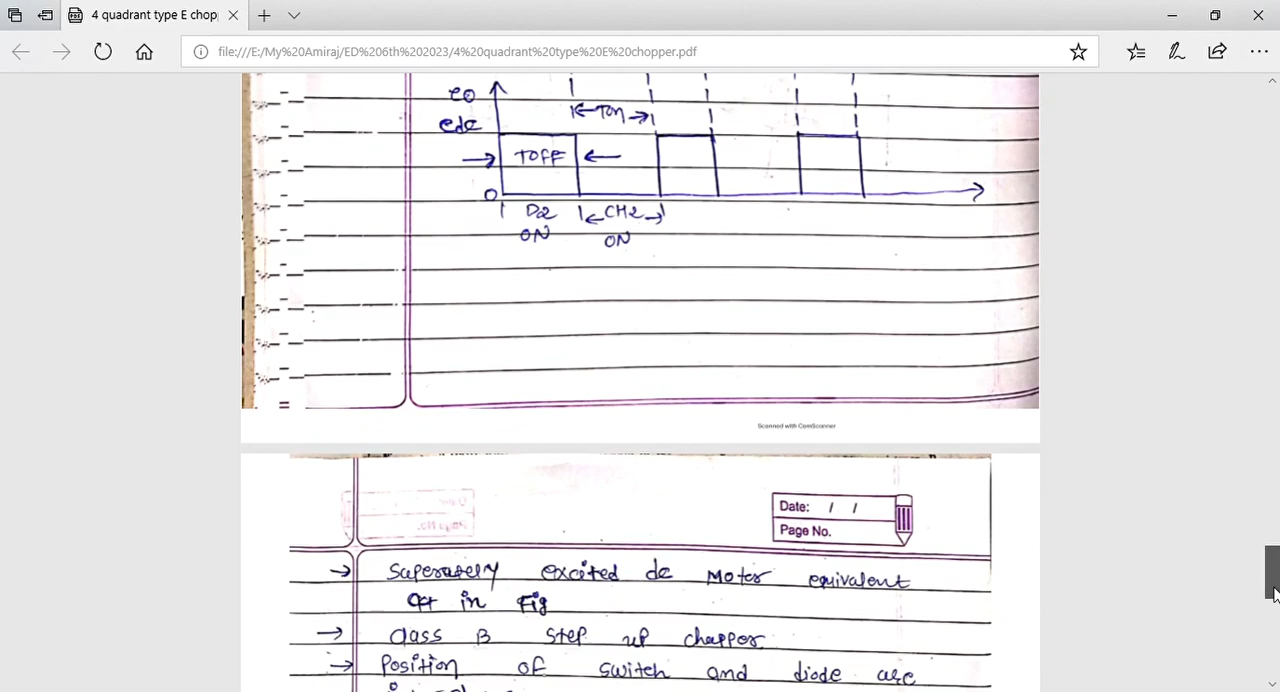 4 quadrant type E chop
file:///E:/My%20Amiraj/ED%206th%202023/4%20quadrant%20type%20E%20chopper.pdf
eo
Edc
Ton
TOFF
0
D2 CH2
ON ON
Scanned with CamScanner
Date: / /
Page No.
→ Saperately excited dc Motor equivalent
ckt in Fig
→ class B step up chopper
→ Position of switch and diode are